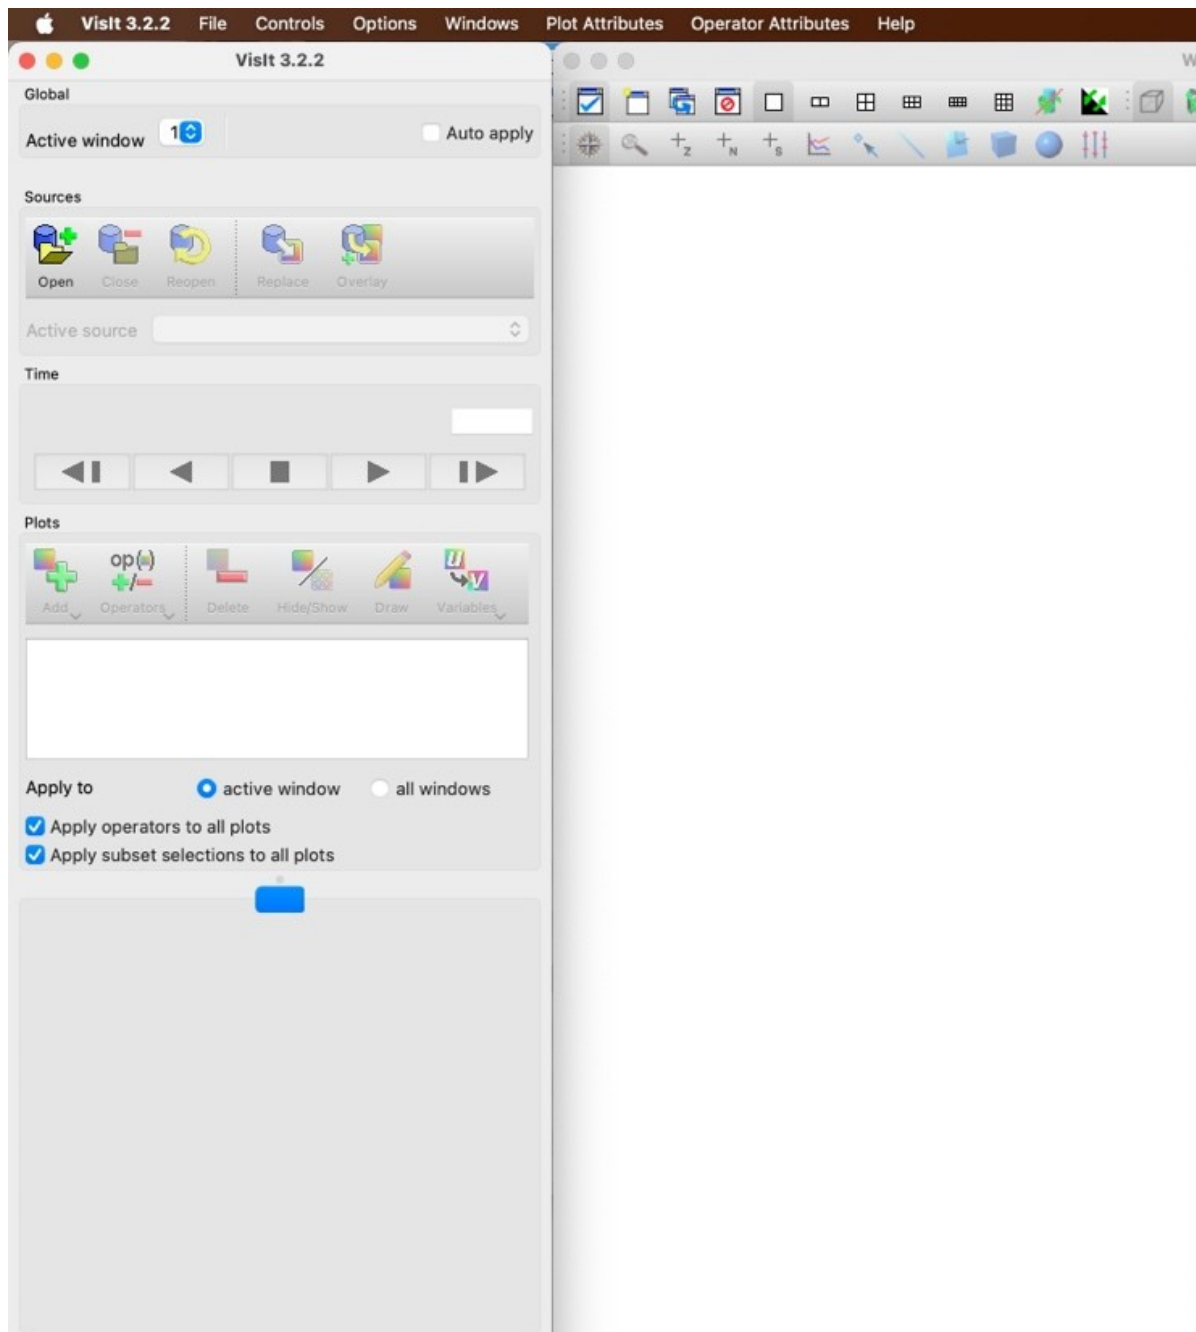 VisIt 3.2.2 File Controls Options Windows Plot Attributes Operator Attributes Help
VisIt 3.2.2
W
Global
Active window 1 Auto apply
Sources
Open Close Reopen Replace Overlay
Active source
Time
Plots
op(=)
+/-
Add Operators Delete Hide/Show Draw Variables
Apply to active window all windows
Apply operators to all plots
Apply subset selections to all plots